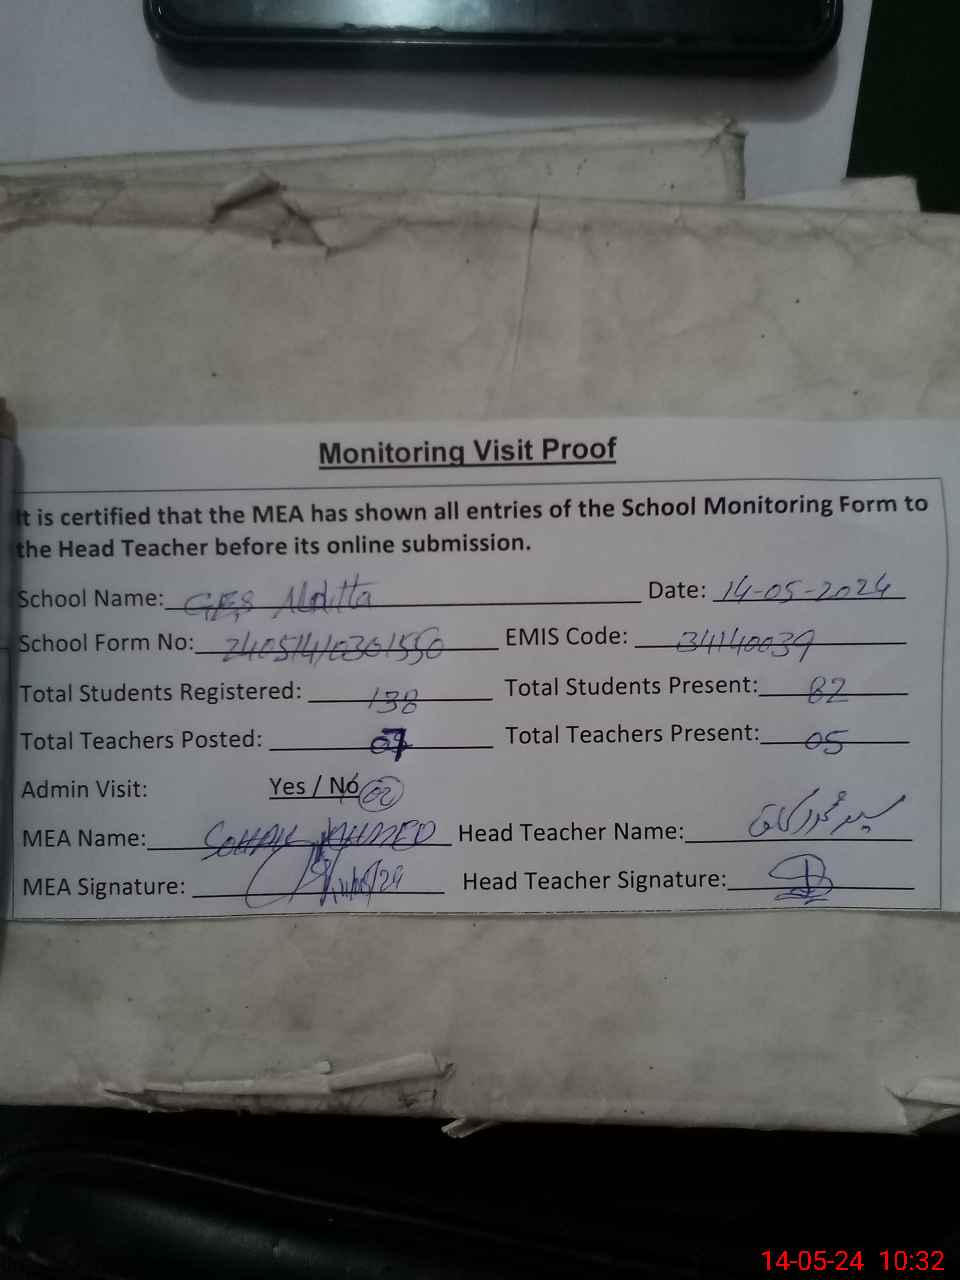 Monitoring Visit Proof
It is certified that the MEA has shown all entries of the School Monitoring Form to
the Head Teacher before its online submission.
School Name: GES Date: 14-05-2024
School Form No: EMIS Code: 34140039
Total Students Registered: 138 Total Students Present: 82
Total Teachers Posted: 07 Total Teachers Present: 05
Admin Visit: Yes / No 02
MEA Name: SOHAIL AHMED Head Teacher Name:
MEA Signature: Head Teacher Signature:
14-05-24 10:32